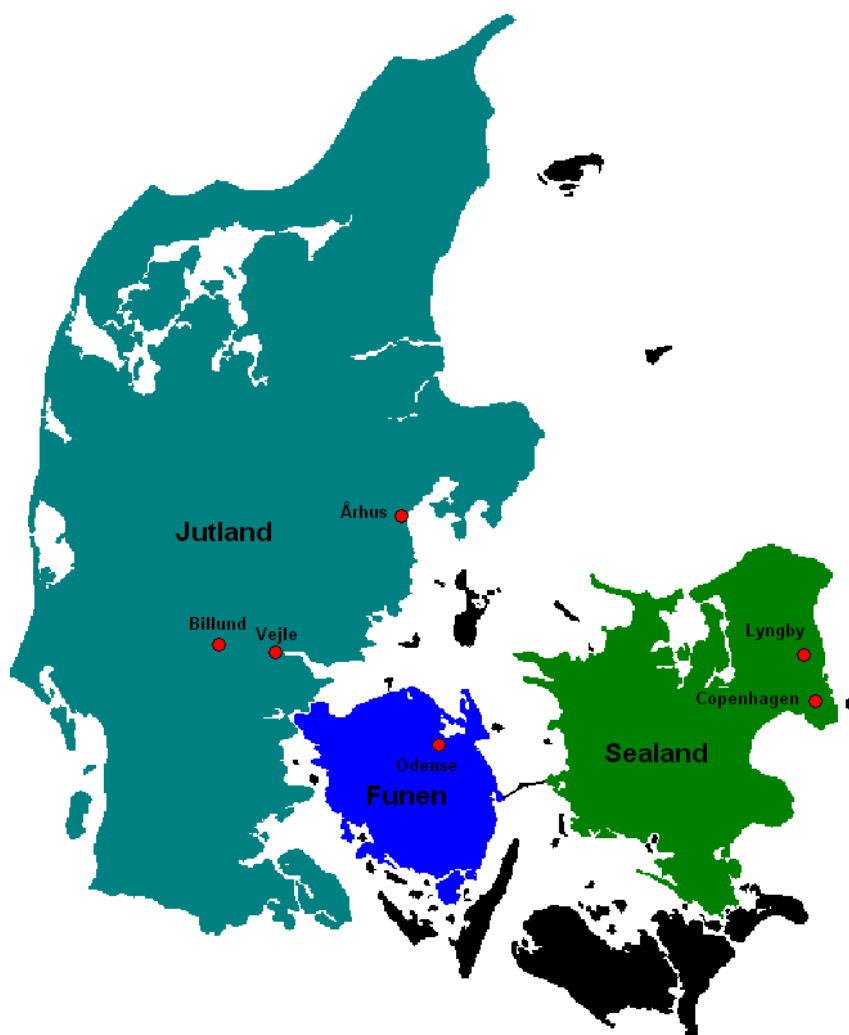 Århus
Jutland
Billund
Vejle
Lyngby
Copenhagen
Sealand
Odense
Funen